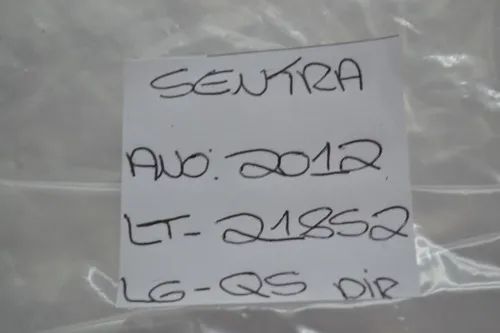 SENTRA
ANO: 2012
LT-21852
LG-QS DIR